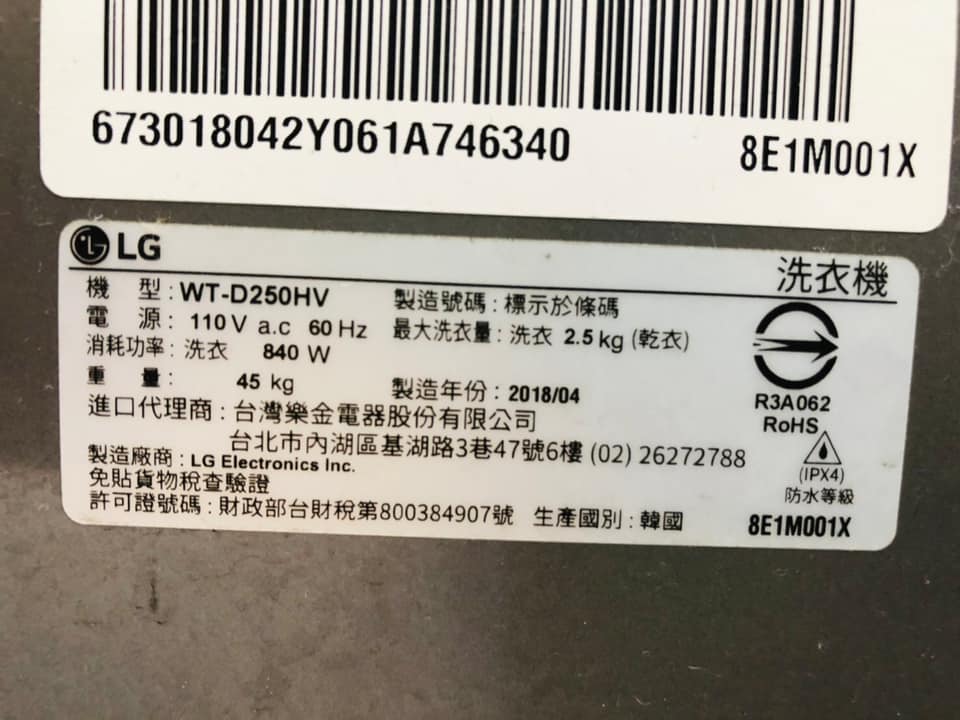 673018042Y061A746340 8E1M001X
LG 洗衣機
機 型: WT-D250HV 製造號碼: 標示於條碼
電 源: 110V a.c 60Hz 最大洗衣量: 洗衣 2.5kg (乾衣)
消耗功率: 洗衣 840 W
重 量: 45 kg 製造年份: 2018/04
進口代理商: 台灣樂金電器股份有限公司
台北市內湖區基湖路3巷47號6樓 (02) 26272788
製造廠商: LG Electronics Inc.
免貼貨物稅查驗證
許可證號碼: 財政部台財稅第800384907號 生產國別: 韓國
R3A062
RoHS
(IPX4)
防水等級
8E1M001X